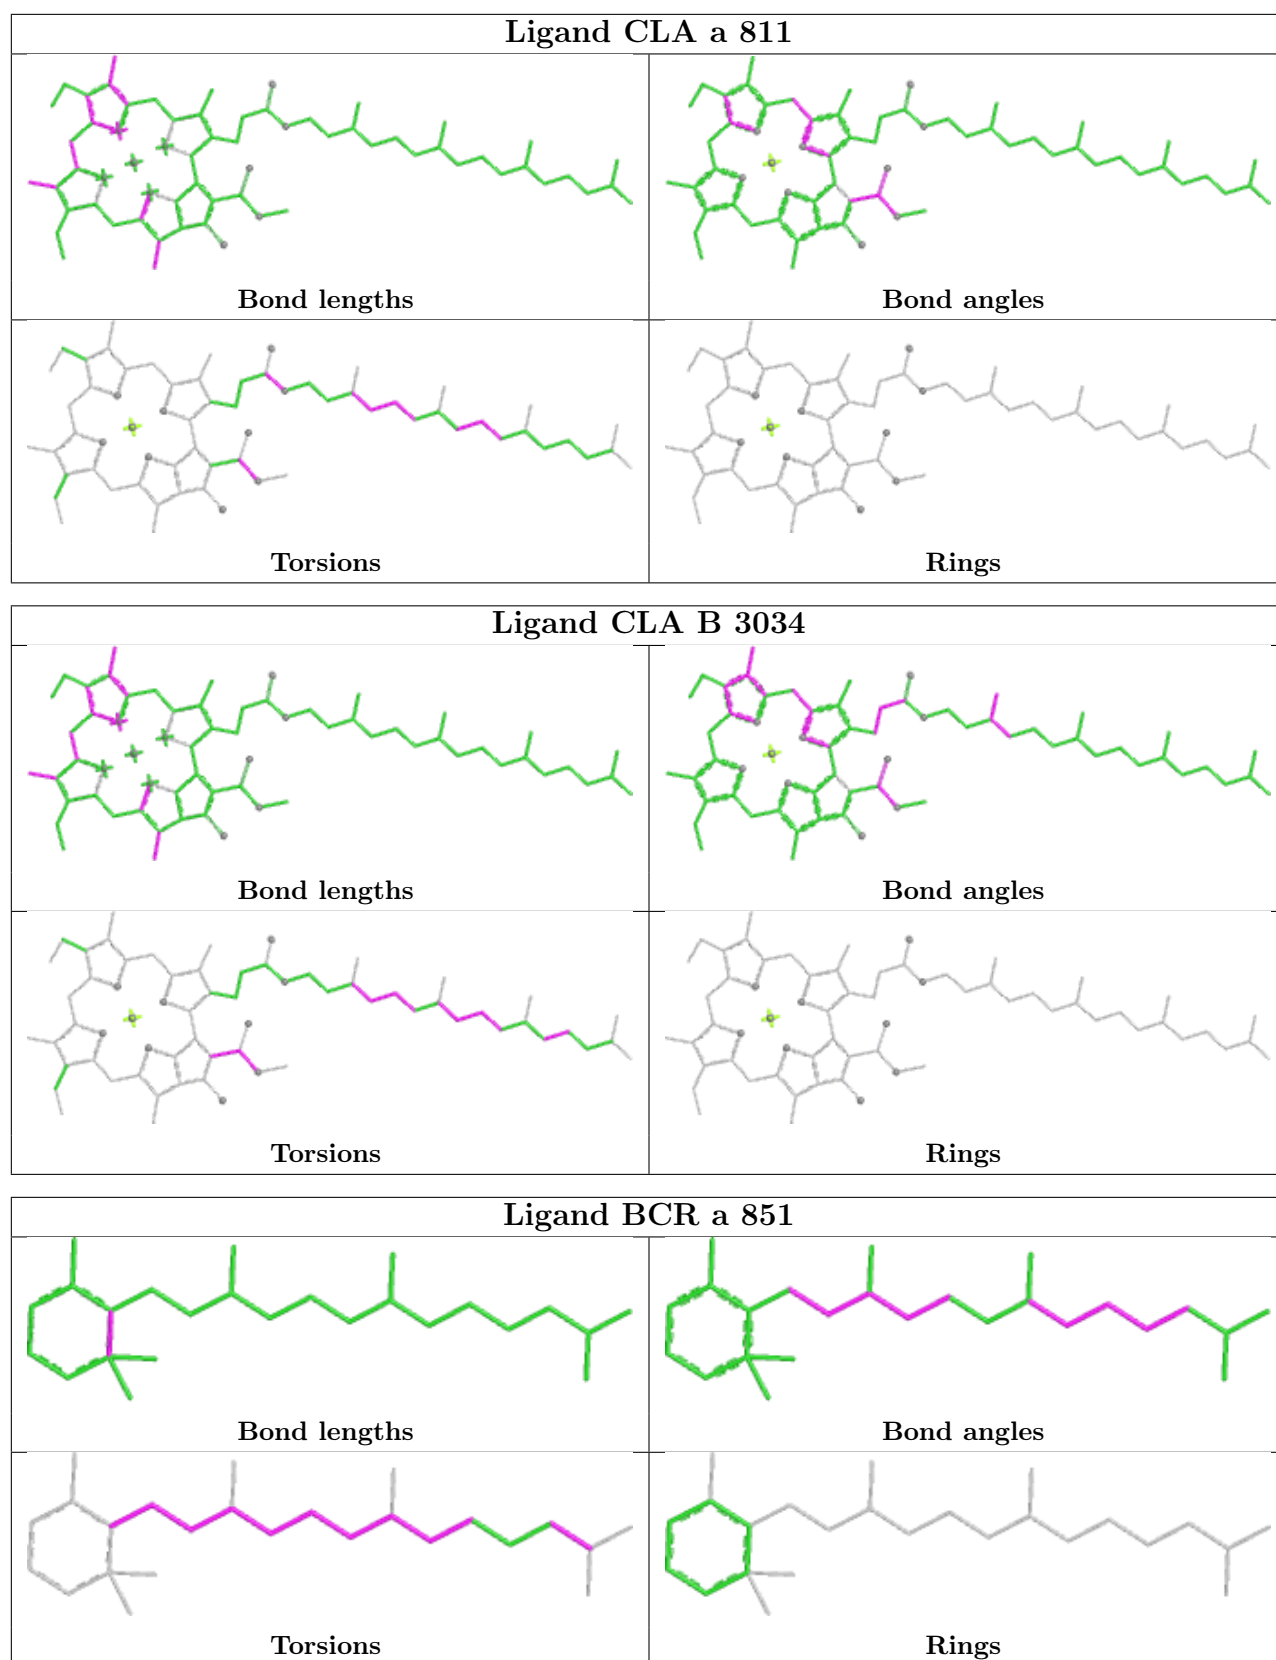 Ligand CLA a 811
Bond lengths
Bond angles
Torsions
Rings
Ligand CLA B 3034
Bond lengths
Bond angles
Torsions
Rings
Ligand BCR a 851
Bond lengths
Bond angles
Torsions
Rings